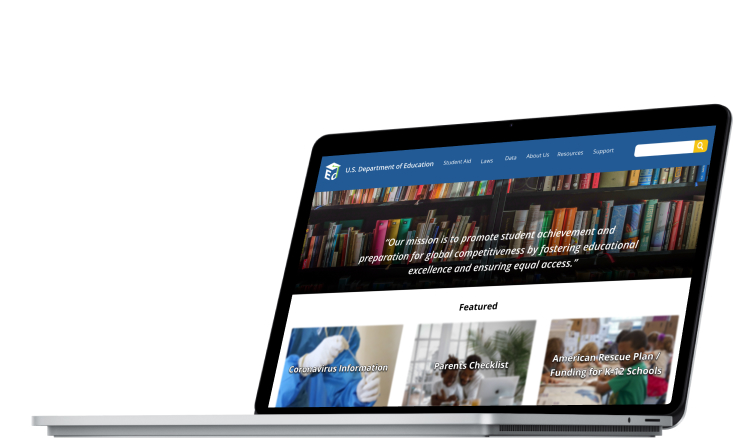 ED
U.S. Department of Education
Student Aid Laws Data About Us Resources Support
“Our mission is to promote student achievement and
preparation for global competitiveness by fostering educational
excellence and ensuring equal access.”
Featured
Coronavirus Information
Parents Checklist
American Rescue Plan /
Funding for K-12 Schools